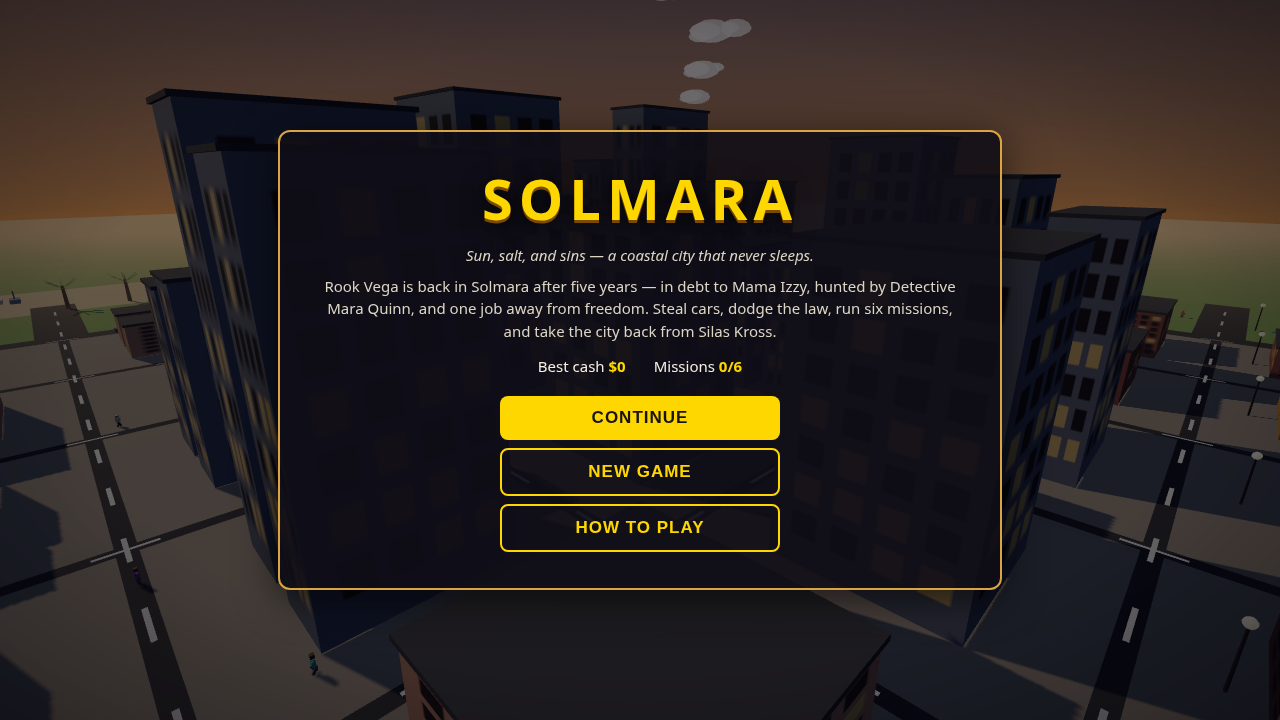 SOLMARA
Sun, salt, and sins — a coastal city that never sleeps.
Rook Vega is back in Solmara after five years — in debt to Mama Izzy, hunted by Detective
Mara Quinn, and one job away from freedom. Steal cars, dodge the law, run six missions,
and take the city back from Silas Kross.
Best cash $0 Missions 0/6
CONTINUE
NEW GAME
HOW TO PLAY